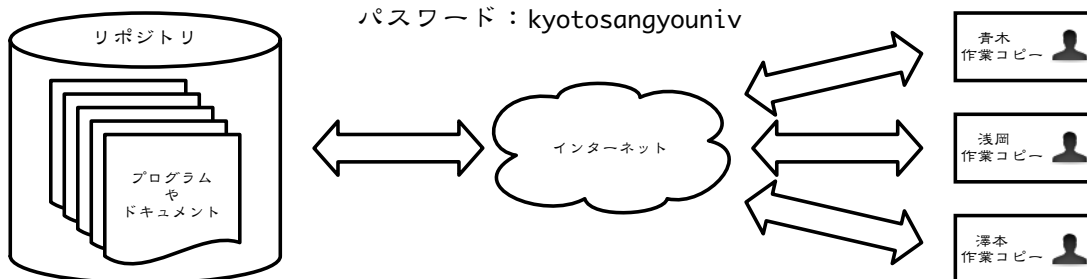 パスワード：kyotosangyouniv
リポジトリ
プログラム
や
ドキュメント
インターネット
青木
作業コピー
浅岡
作業コピー
澤本
作業コピー